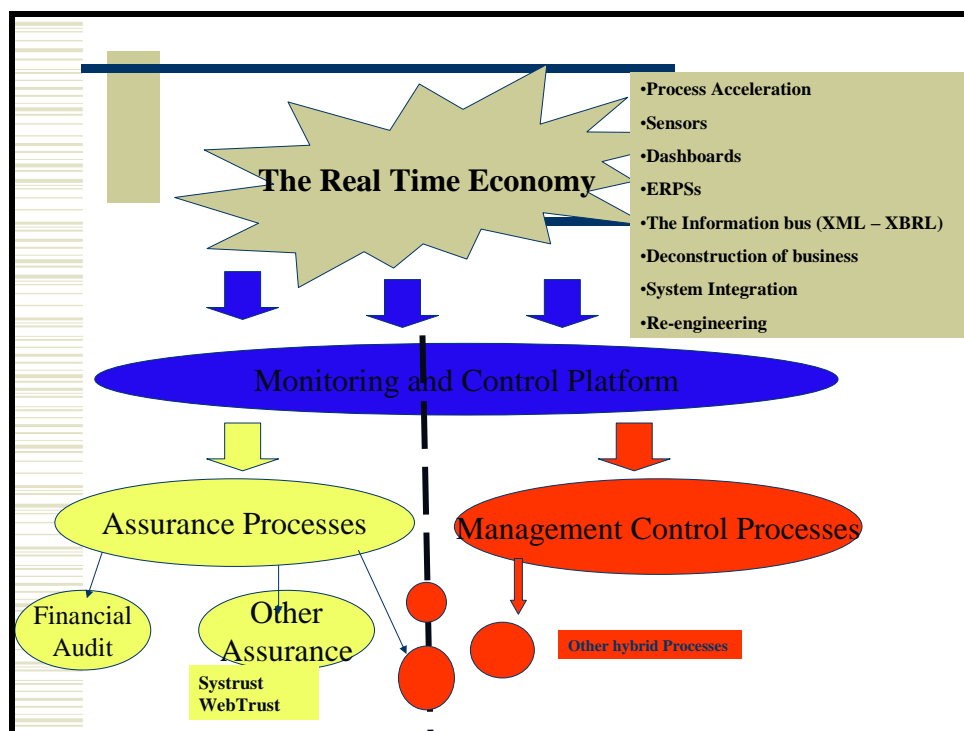 •Process Acceleration
•Sensors
•Dashboards
The Real Time Economy
•ERPSs
•The Information bus (XML – XBRL)
•Deconstruction of business
•System Integration
•Re-engineering
Monitoring and Control Platform
Assurance Processes
Management Control Processes
Financial
Audit
Other
Assurance
Other hybrid Processes
Systrust
WebTrust